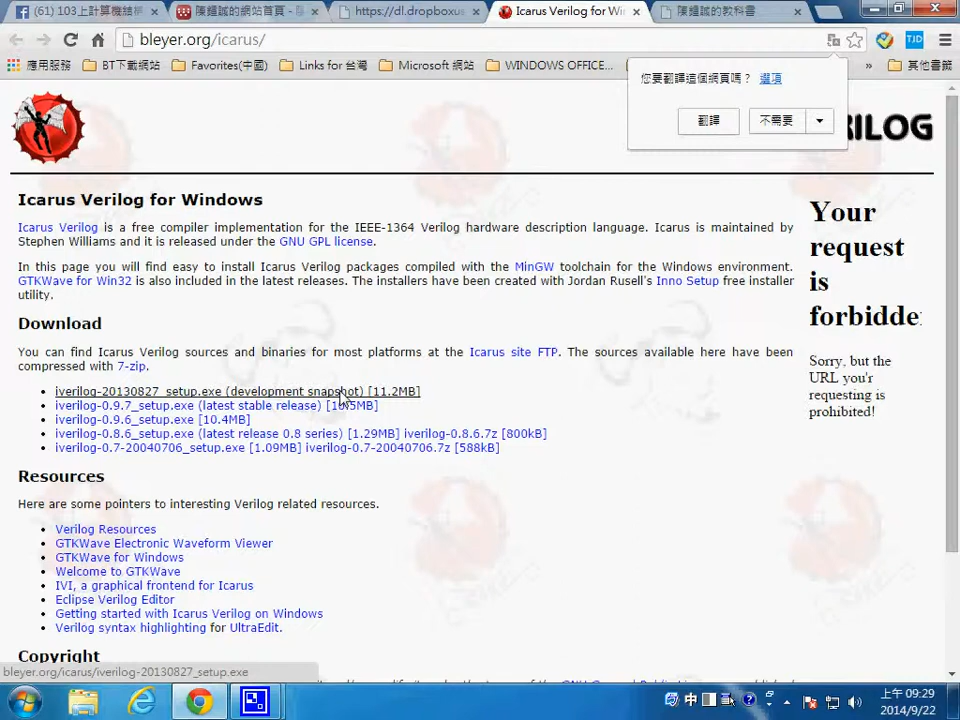 (61) 103上計算機結構
陳鍾誠的網站首頁 - 陳
https://dl.dropboxus
Icarus Verilog for Win
陳鍾誠的教科書
bleyer.org/icarus/
TJD
應用服務
BT下載網站
Favorites(中國)
Links for 台灣
Microsoft 網站
WINDOWS OFFICE...
»
其他書籤
您要翻譯這個網頁嗎？ 選項
翻譯
不需要
RILOG
Icarus Verilog for Windows
Icarus Verilog is a free compiler implementation for the IEEE-1364 Verilog hardware description language. Icarus is maintained by
Stephen Williams and it is released under the GNU GPL license.
In this page you will find easy to install Icarus Verilog packages compiled with the MinGW toolchain for the Windows environment.
GTKWave for Win32 is also included in the latest releases. The installers have been created with Jordan Rusell's Inno Setup free installer
utility.
Your
request
is
forbidde
Sorry, but the
URL you'r
requesting is
prohibited!
Download
You can find Icarus Verilog sources and binaries for most platforms at the Icarus site FTP. The sources available here have been
compressed with 7-zip.
iverilog-20130827_setup.exe (development snapshot) [11.2MB]
iverilog-0.9.7_setup.exe (latest stable release) [10.5MB]
iverilog-0.9.6_setup.exe [10.4MB]
iverilog-0.8.6_setup.exe (latest release 0.8 series) [1.29MB] iverilog-0.8.6.7z [800kB]
iverilog-0.7-20040706_setup.exe [1.09MB] iverilog-0.7-20040706.7z [588kB]
Resources
Here are some pointers to interesting Verilog related resources.
Verilog Resources
GTKWave Electronic Waveform Viewer
GTKWave for Windows
Welcome to GTKWave
IVI, a graphical frontend for Icarus
Eclipse Verilog Editor
Getting started with Icarus Verilog on Windows
Verilog syntax highlighting for UltraEdit.
Copyright
bleyer.org/icarus/iverilog-20130827_setup.exe
中
上午 09:29
2014/9/22